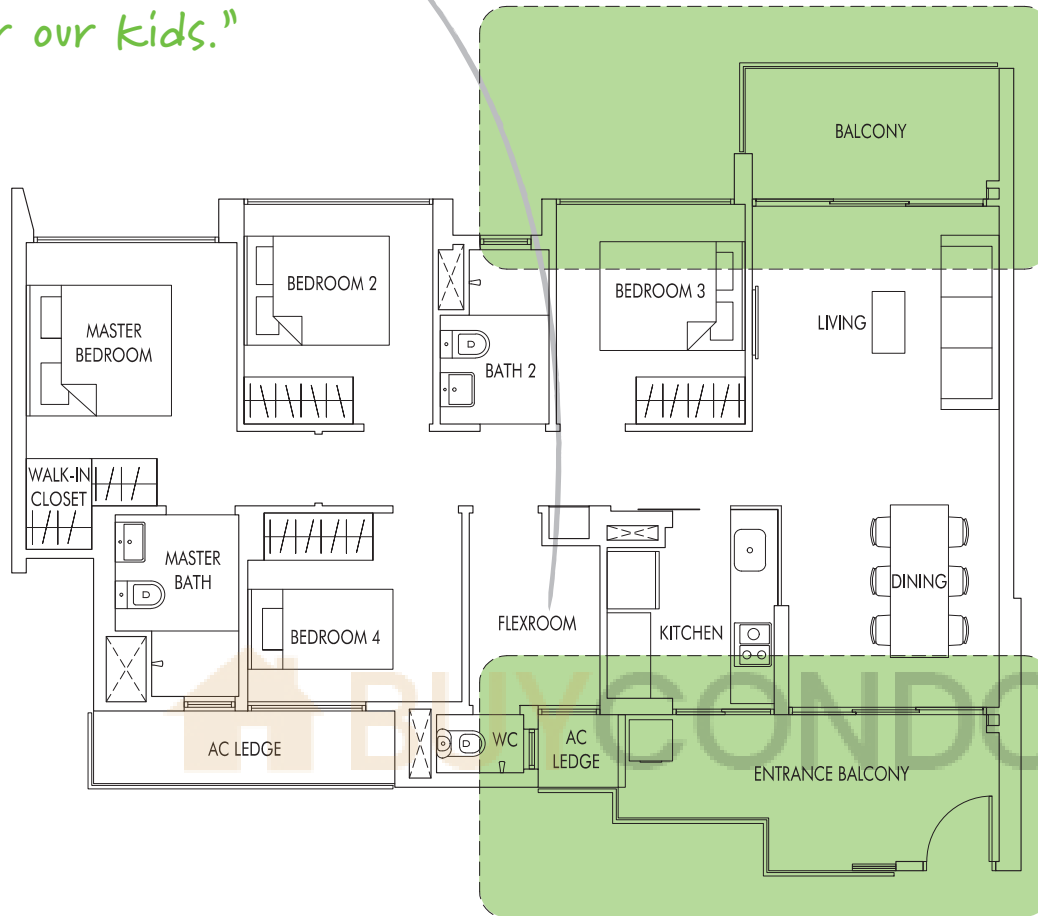 r our kids."
BALCONY
BEDROOM 2
BEDROOM 3
MASTER
BEDROOM
LIVING
BATH 2
WALK-IN
CLOSET
MASTER
BATH
DINING
FLEXROOM
KITCHEN
BEDROOM 4
BUYCONDO
AC LEDGE
WC
AC
LEDGE
ENTRANCE BALCONY